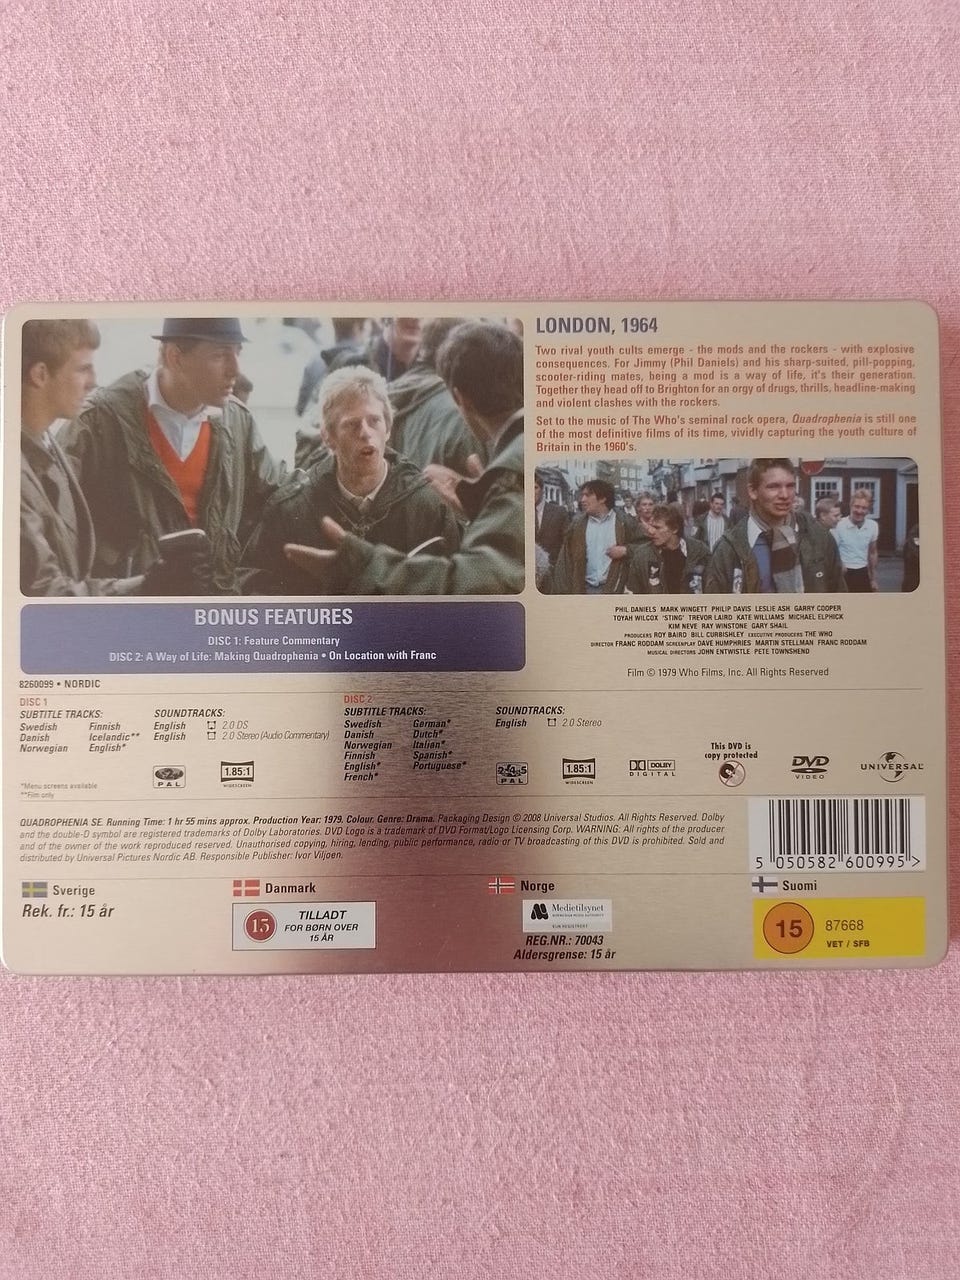 LONDON, 1964
Two rival youth cults emerge - the mods and the rockers - with explosive
consequences. For Jimmy (Phil Daniels) and his sharp-suited, pill-popping,
scooter-riding mates, being a mod is a way of life, it's their generation.
Together they head off to Brighton for an orgy of drugs, thrills, headline-making
and violent clashes with the rockers.
Set to the music of The Who's seminal rock opera, Quadrophenia is still one
of the most definitive films of its time, vividly capturing the youth culture of
Britain in the 1960's.
BONUS FEATURES
DISC 1: Feature Commentary
DISC 2: A Way of Life: Making Quadrophenia • On Location with Franc
PHIL DANIELS MARK WINGETT PHILIP DAVIS LESLIE ASH GARRY COOPER
TOYAH WILCOX 'STING' TREVOR LAIRD KATE WILLIAMS MICHAEL ELPHICK
KIM NEVE RAY WINSTONE GARY SHAIL
PRODUCERS ROY BAIRD BILL CURBISHLEY EXECUTIVE PRODUCERS THE WHO
DIRECTOR FRANC RODDAM SCREENPLAY DAVE HUMPHRIES MARTIN STELLMAN FRANC RODDAM
MUSICAL DIRECTORS JOHN ENTWISTLE PETE TOWNSHEND
Film © 1979 Who Films, Inc. All Rights Reserved
8260099 • NORDIC
DISC 1
SUBTITLE TRACKS:
Swedish Finnish
Danish Icelandic**
Norwegian English*
SOUNDTRACKS:
English 2.0 DS
English 2.0 Stereo (Audio Commentary)
PAL
1.85:1
WIDESCREEN
*Menu screens available
**Film only
DISC 2
SUBTITLE TRACKS:
Swedish German*
Danish Dutch*
Norwegian Italian*
Finnish Spanish*
English* Portuguese*
French*
SOUNDTRACKS:
English 2.0 Stereo
2 4 5
PAL
1.85:1
WIDESCREEN
DOLBY
DIGITAL
This DVD is
copy protected
DVD
VIDEO
UNIVERSAL
QUADROPHENIA SE. Running Time: 1 hr 55 mins approx. Production Year: 1979. Colour. Genre: Drama. Packaging Design © 2008 Universal Studios. All Rights Reserved. Dolby
and the double-D symbol are registered trademarks of Dolby Laboratories. DVD Logo is a trademark of DVD Format/Logo Licensing Corp. WARNING: All rights of the producer
and of the owner of the work reproduced reserved. Unauthorised copying, hiring, lending, public performance, radio or TV broadcasting of this DVD is prohibited. Sold and
distributed by Universal Pictures Nordic AB. Responsible Publisher: Ivor Viljoen.
5 050582 600995 >
Sverige
Rek. fr.: 15 år
Danmark
15
TILLADT
FOR BØRN OVER
15 ÅR
Norge
Medietilsynet
NORWEGIAN MEDIA AUTHORITY
KUN REGISTRERT
REG.NR.: 70043
Aldersgrense: 15 år
Suomi
15
87668
VET / SFB